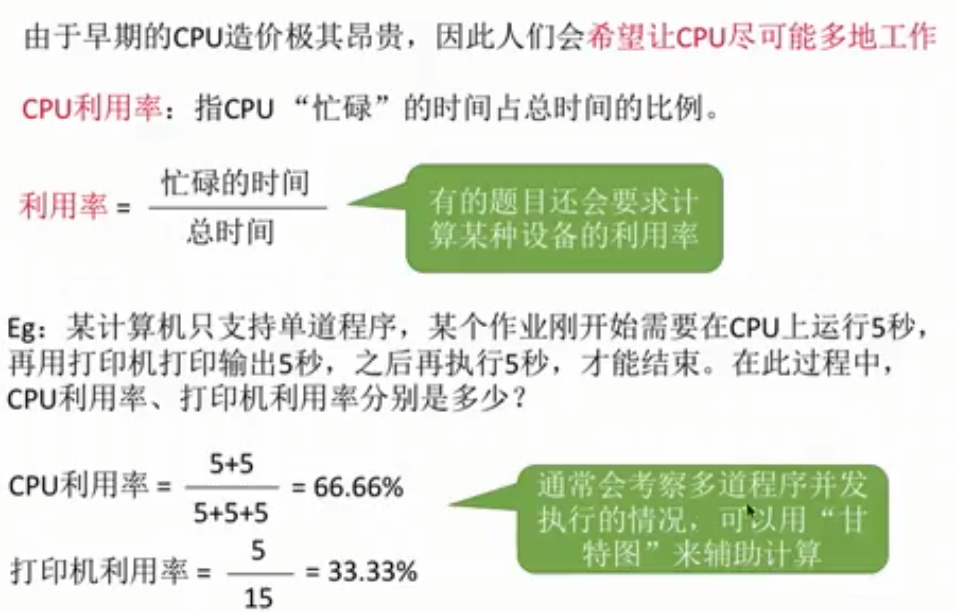 由于早期的CPU造价极其昂贵，因此人们会希望让CPU尽可能多地工作
CPU利用率：指CPU “忙碌”的时间占总时间的比例。
利用率 = 忙碌的时间
总时间
有的题目还会要求计
算某种设备的利用率
Eg：某计算机只支持单道程序，某个作业刚开始需要在CPU上运行5秒，
再用打印机打印输出5秒，之后再执行5秒，才能结束。在此过程中，
CPU利用率、打印机利用率分别是多少？
5+5
CPU利用率 = = 66.66%
5+5+5
通常会考察多道程序并发
执行的情况，可以用“甘
特图”来辅助计算
5
打印机利用率 = = 33.33%
15